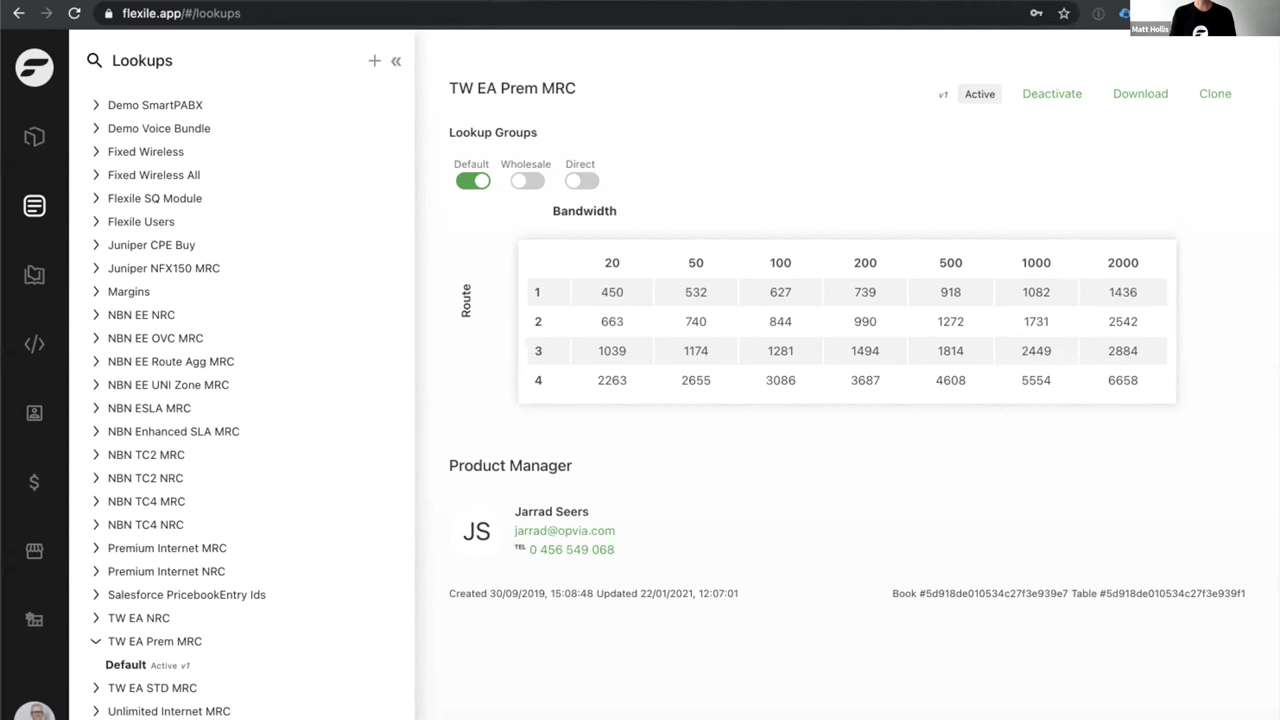 flexile.app/#/lookups
Matt Hollis
Lookups
Demo SmartPABX
Demo Voice Bundle
Fixed Wireless
Fixed Wireless All
Flexile SQ Module
Flexile Users
Juniper CPE Buy
Juniper NFX150 MRC
Margins
NBN EE NRC
NBN EE OVC MRC
NBN EE Route Agg MRC
NBN EE UNI Zone MRC
NBN ESLA MRC
NBN Enhanced SLA MRC
NBN TC2 MRC
NBN TC2 NRC
NBN TC4 MRC
NBN TC4 NRC
Premium Internet MRC
Premium Internet NRC
Salesforce PricebookEntry Ids
TW EA NRC
TW EA Prem MRC
Default Active v1
TW EA STD MRC
Unlimited Internet MRC
TW EA Prem MRC
v1 Active Deactivate Download Clone
Lookup Groups
Default Wholesale Direct
Bandwidth
Route
20 50 100 200 500 1000 2000
1 450 532 627 739 918 1082 1436
2 663 740 844 990 1272 1731 2542
3 1039 1174 1281 1494 1814 2449 2884
4 2263 2655 3086 3687 4608 5554 6658
Product Manager
JS
Jarrad Seers
jarrad@opvia.com
TEL 0 456 549 068
Created 30/09/2019, 15:08:48 Updated 22/01/2021, 12:07:01
Book #5d918de010534c27f3e939e7 Table #5d918de010534c27f3e939f1